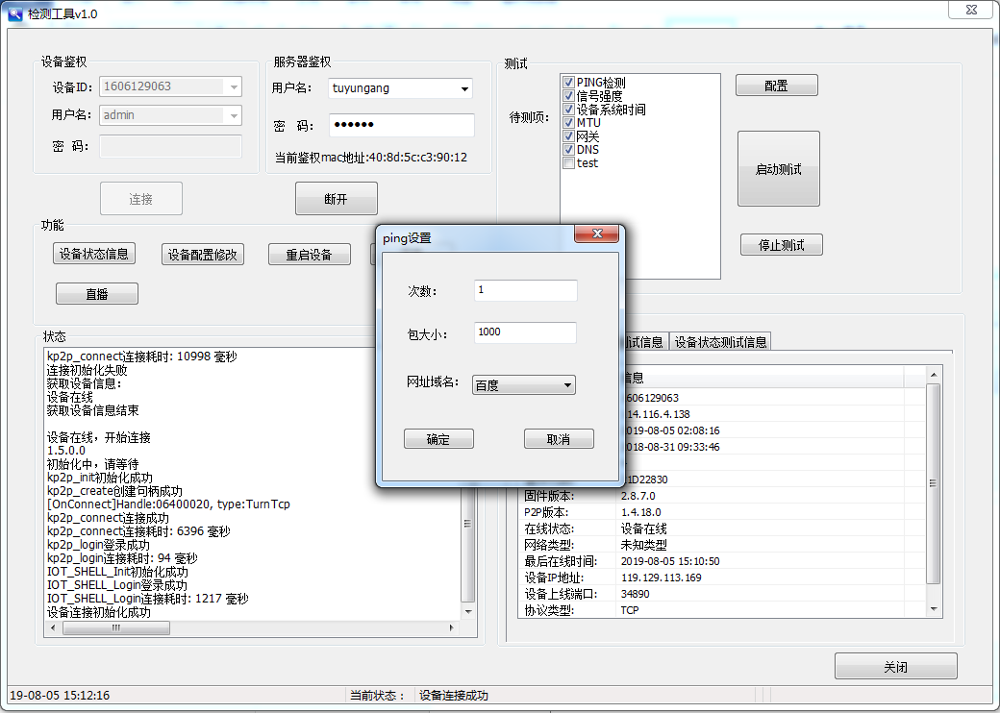 检测工具v1.0
设备鉴权
设备ID:
1606129063
用户名:
admin
密 码:
连接
服务器鉴权
用户名:
tuyungang
密 码:
●●●●●●
当前鉴权mac地址:40:8d:5c:c3:90:12
断开
测试
待测项:
PING检测
信号强度
设备系统时间
MTU
网关
DNS
test
配置
启动测试
停止测试
功能
设备状态信息
设备配置修改
重启设备
直播
ping设置
次数:
1
包大小:
1000
网址域名:
百度
确定
取消
状态
kp2p_connect连接耗时: 10998 毫秒
连接初始化失败
获取设备信息:
设备在线
获取设备信息结束
设备在线，开始连接
1.5.0.0
初始化中，请等待
kp2p_init初始化成功
kp2p_create创建句柄成功
[OnConnect]Handle:06400020, type:TurnTcp
kp2p_connect连接成功
kp2p_connect连接耗时: 6396 毫秒
kp2p_login登录成功
kp2p_login连接耗时: 94 毫秒
IOT_SHELL_Init初始化成功
IOT_SHELL_Login登录成功
IOT_SHELL_Login连接耗时: 1217 毫秒
设备连接初始化成功
试信息
设备状态测试信息
信息
606129063
14.116.4.138
019-08-05 02:08:16
018-08-31 09:33:46
1D22830
固件版本: 2.8.7.0
P2P版本: 1.4.18.0
在线状态: 设备在线
网络类型: 未知类型
最后在线时间: 2019-08-05 15:10:50
设备IP地址: 119.129.113.169
设备上线端口: 34890
协议类型: TCP
关闭
19-08-05 15:12:16
当前状态：
设备连接成功